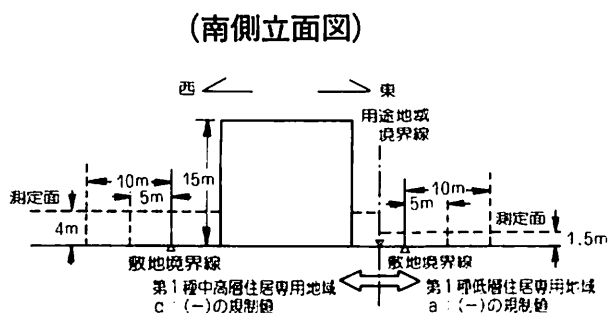 (南側立面図)
西 東
用途地域
境界線
10m 15m 10m
5m 5m
測定面 測定面
4m 1.5m
敷地境界線 敷地境界線
第1種中高層住居専用地域 第1種低層住居専用地域
c:(一)の規制値 a:(一)の規制値